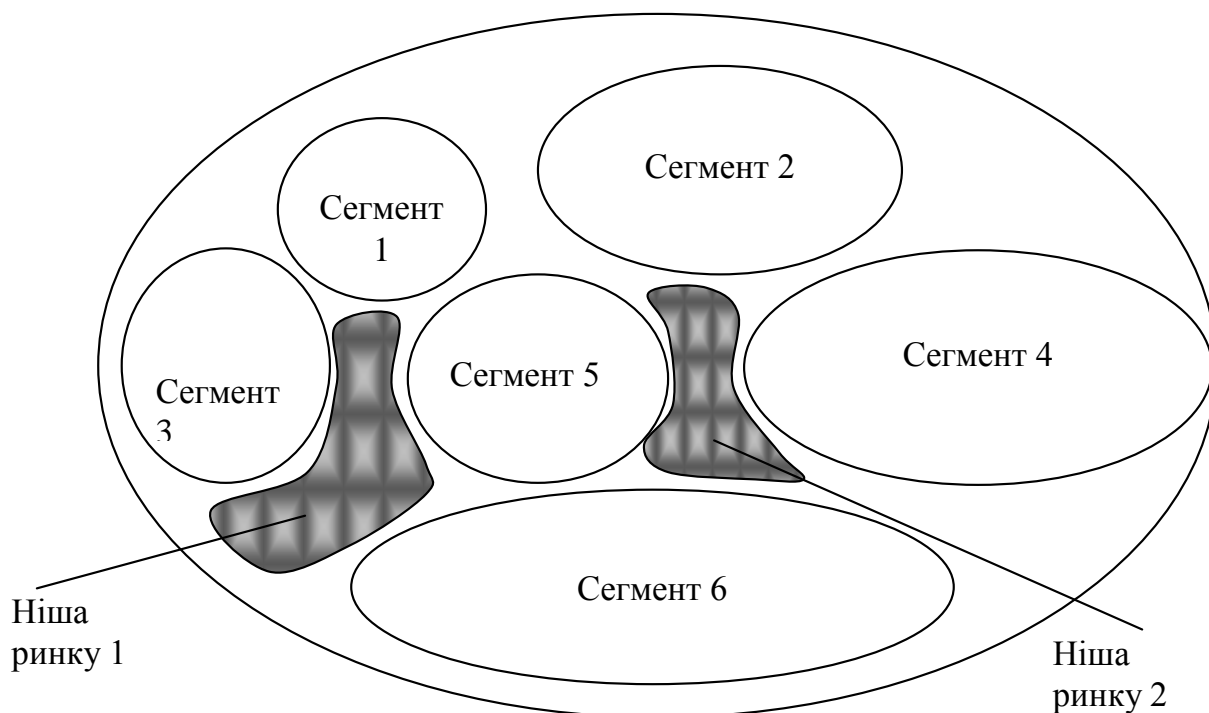 Сегмент 2
Сегмент
1
Сегмент 4
Сегмент 5
Сегмент
3
Сегмент 6
Ніша
ринку 1
Ніша
ринку 2